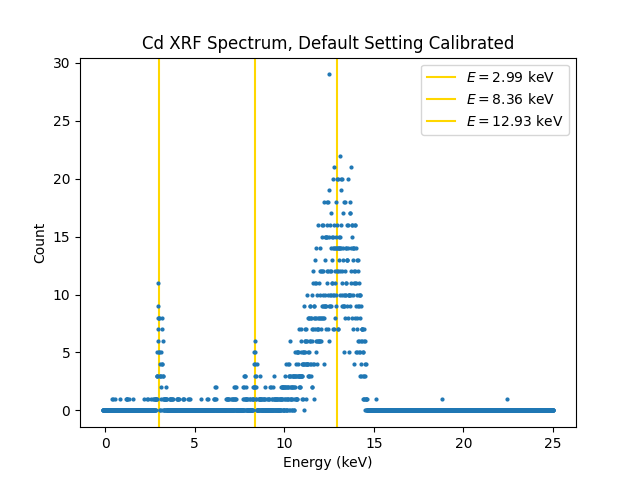 Cd XRF Spectrum, Default Setting Calibrated
E = 2.99 keV
E = 8.36 keV
E = 12.93 keV
Count
30
25
20
15
10
5
0
0 5 10 15 20 25
Energy (keV)